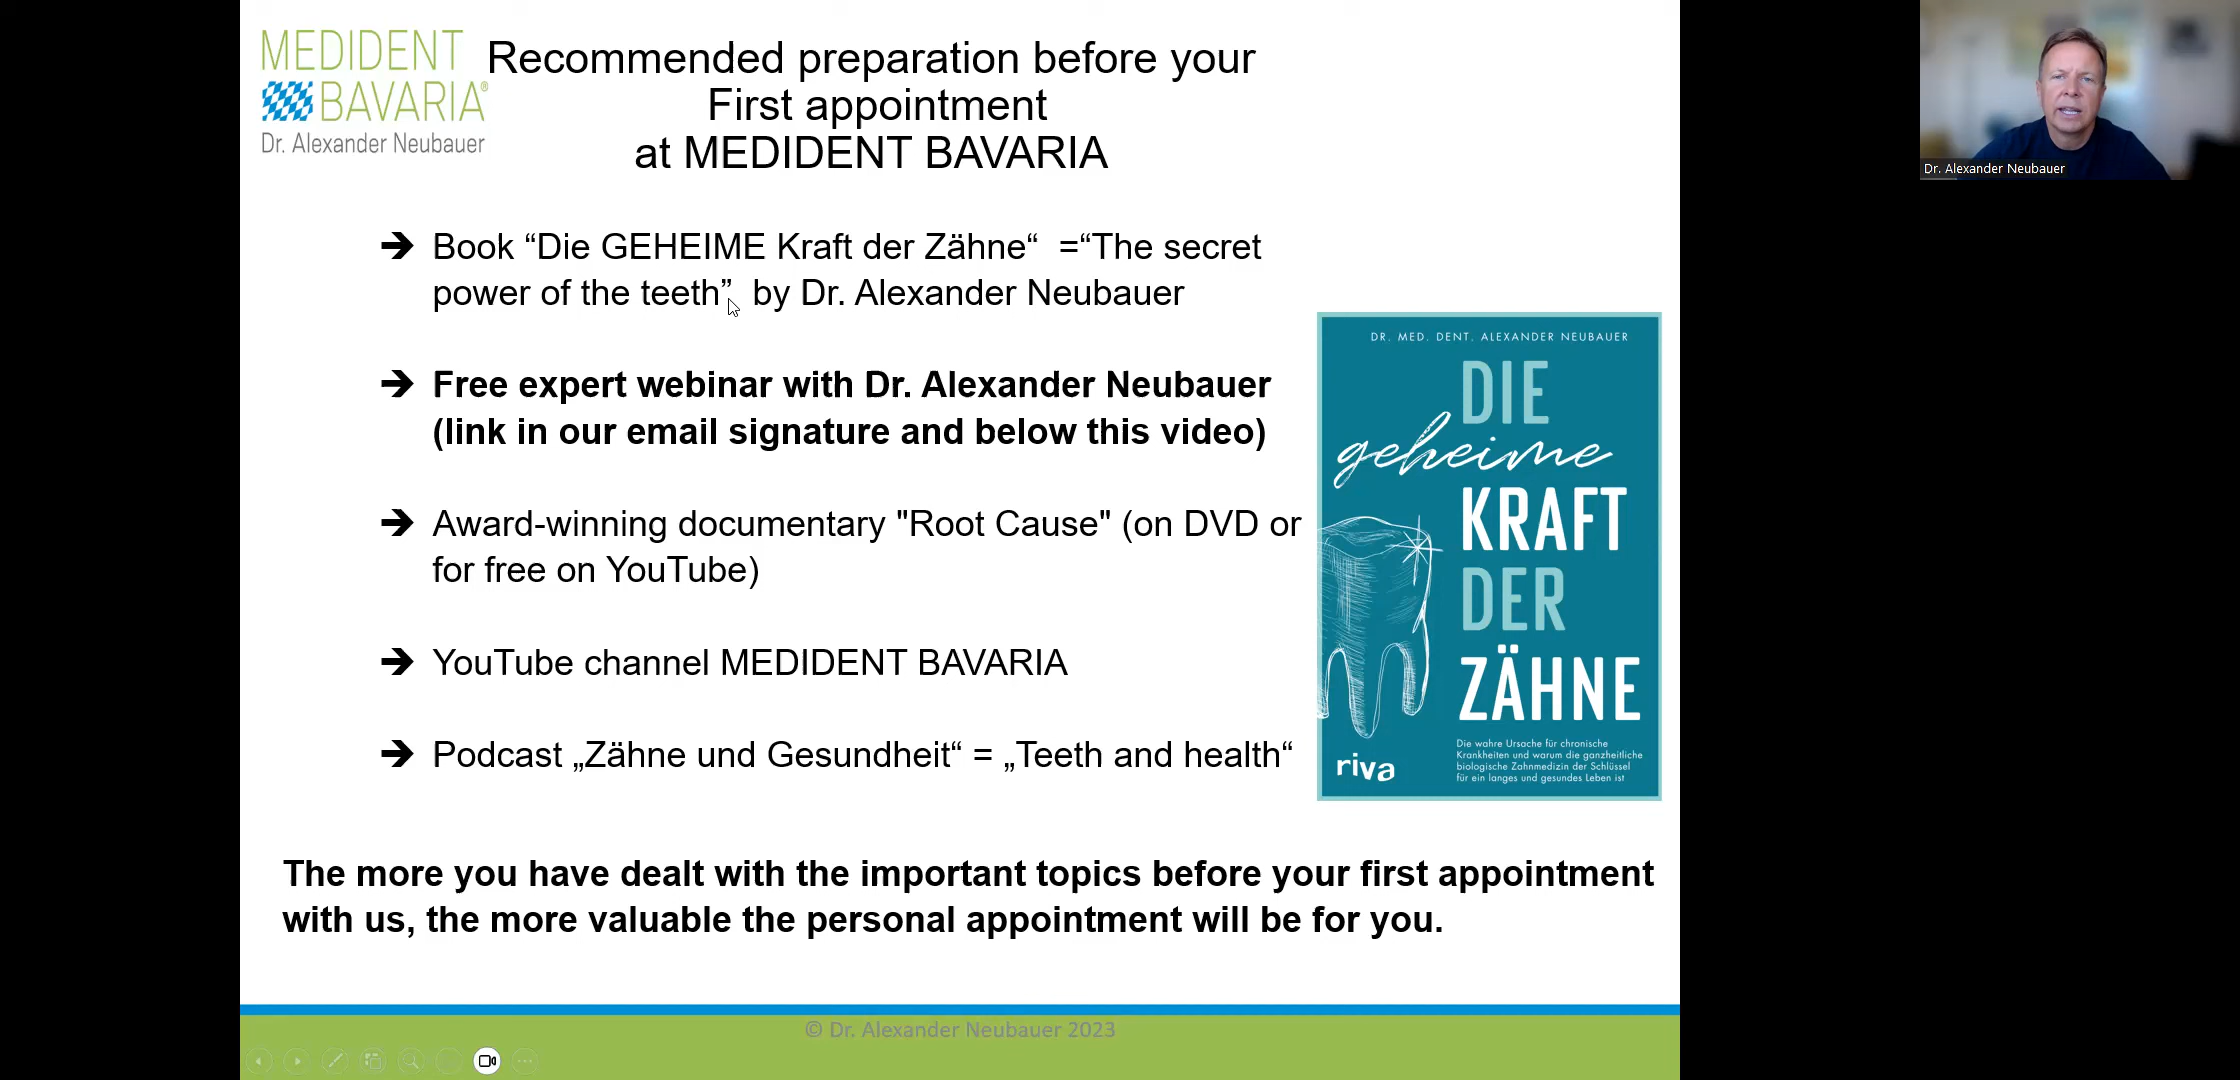 MEDIDENT
BAVARIA®
Dr. Alexander Neubauer
Recommended preparation before your
First appointment
at MEDIDENT BAVARIA
➔ Book “Die GEHEIME Kraft der Zähne“ =“The secret
power of the teeth” by Dr. Alexander Neubauer
➔ Free expert webinar with Dr. Alexander Neubauer
(link in our email signature and below this video)
➔ Award-winning documentary "Root Cause" (on DVD or
for free on YouTube)
➔ YouTube channel MEDIDENT BAVARIA
➔ Podcast „Zähne und Gesundheit“ = „Teeth and health“
DR. MED. DENT. ALEXANDER NEUBAUER
DIE
geheime
KRAFT
DER
ZÄHNE
Die wahre Ursache für chronische
Krankheiten und warum die ganzheitliche
biologische Zahnmedizin der Schlüssel
für ein langes und gesundes Leben ist
riva
The more you have dealt with the important topics before your first appointment
with us, the more valuable the personal appointment will be for you.
© Dr. Alexander Neubauer 2023
Dr. Alexander Neubauer